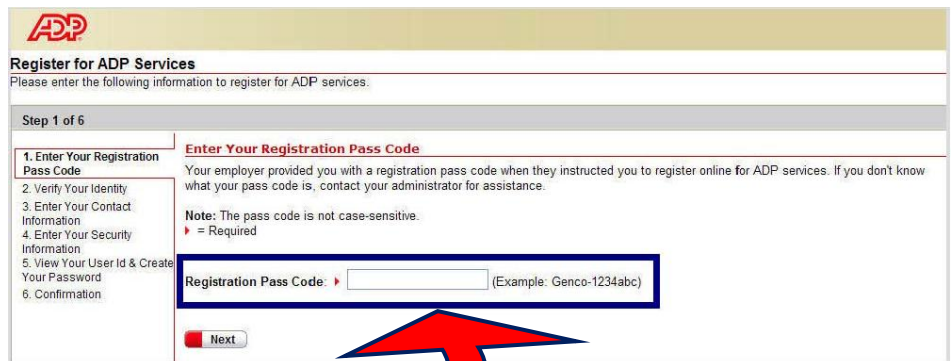 ADP
Register for ADP Services
Please enter the following information to register for ADP services.
Step 1 of 6
1. Enter Your Registration
Pass Code
2. Verify Your Identity
3. Enter Your Contact
Information
4. Enter Your Security
Information
5. View Your User Id & Create
Your Password
6. Confirmation
Enter Your Registration Pass Code
Your employer provided you with a registration pass code when they instructed you to register online for ADP services. If you don't know
what your pass code is, contact your administrator for assistance.
Note: The pass code is not case-sensitive.
= Required
Registration Pass Code: (Example: Genco-1234abc)
Next